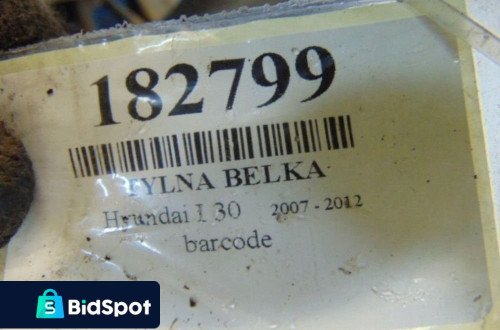 182799
TYLNA BELKA
Hyundai I 30 2007 - 2012
barcode
BidSpot